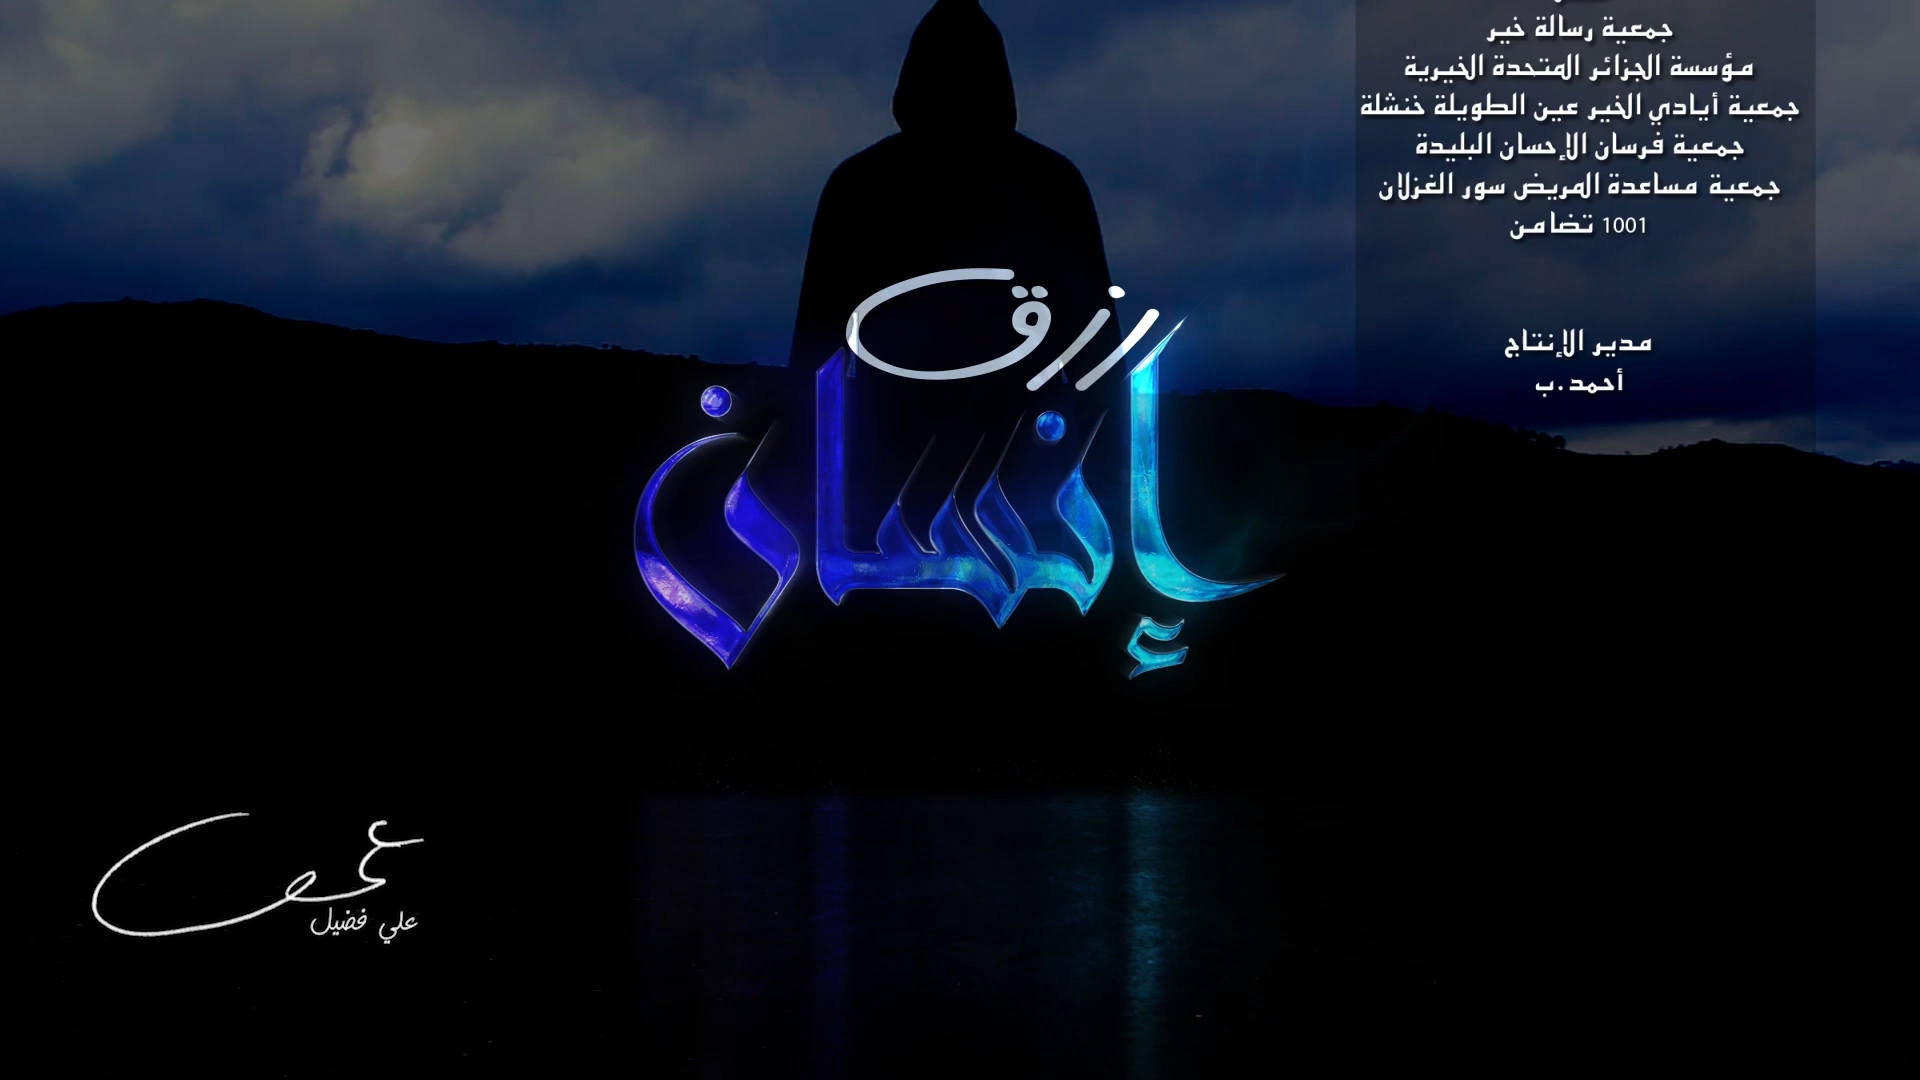 جمعية رسالة خير
مؤسسة الجزائر المتحدة الخيرية
جمعية أيادي الخير عين الطويلة خنشلة
جمعية فرسان الإحسان البليدة
جمعية مساعدة المريض سور الغزلان
1001 تضامن
مدير الإنتاج
أحمد.ب
رزق
إنسان
علي فضيل